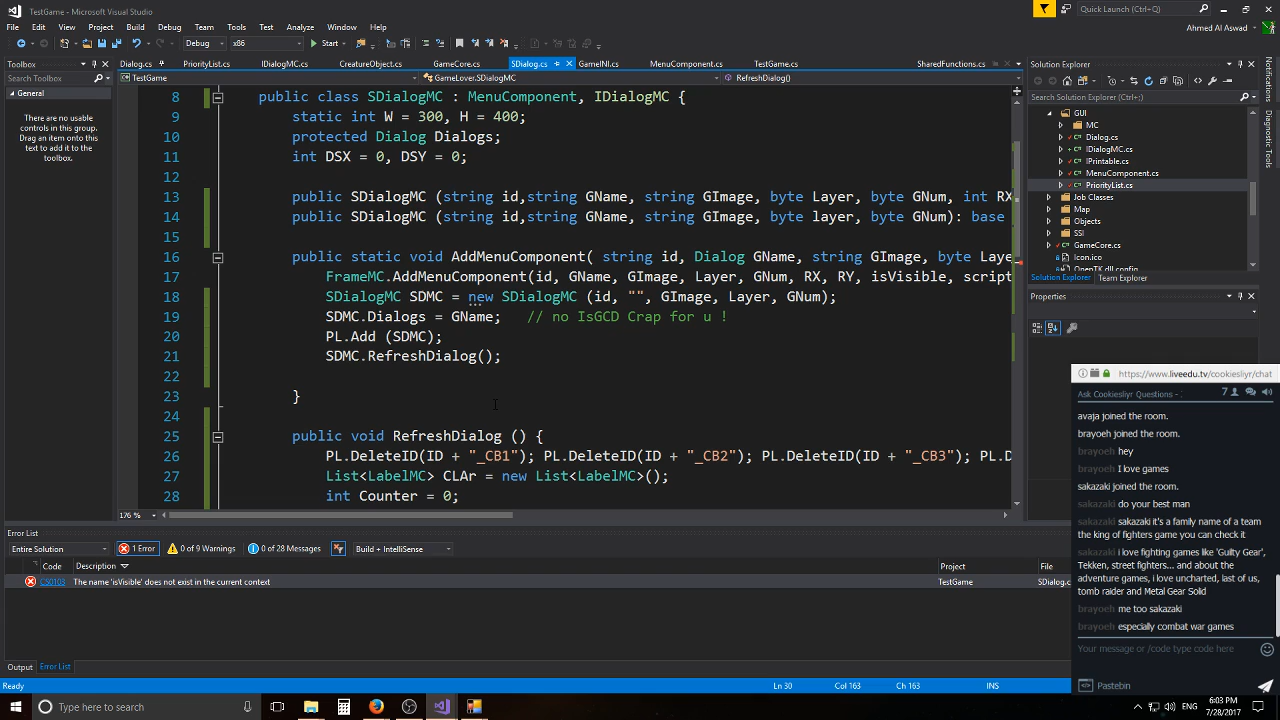 TestGame - Microsoft Visual Studio
Quick Launch (Ctrl+Q)
File Edit View Project Build Debug Team Tools Test Analyze Window Help
Ahmed Al Aswad
Debug x86 Start
Toolbox
Dialog.cs PriorityList.cs IDialogMC.cs CreatureObject.cs GameCore.cs SDialog.cs GameINI.cs MenuComponent.cs TestGame.cs SharedFunctions.cs
Search Toolbox
TestGame GameLover.SDialogMC RefreshDialog()
General
There are no usable
controls in this group.
Drag an item onto this
text to add it to the
toolbox.
8 public class SDialogMC : MenuComponent, IDialogMC {
9 static int W = 300, H = 400;
10 protected Dialog Dialogs;
11 int DSX = 0, DSY = 0;
12
13 public SDialogMC (string id,string GName, string GImage, byte Layer, byte GNum, int RX
14 public SDialogMC (string id,string GName, string GImage, byte layer, byte GNum): base
15
16 public static void AddMenuComponent( string id, Dialog GName, string GImage, byte Laye
17 FrameMC.AddMenuComponent(id, GName, GImage, Layer, GNum, RX, RY, isVisible, script
18 SDialogMC SDMC = new SDialogMC (id, "", GImage, Layer, GNum);
19 SDMC.Dialogs = GName; // no IsGCD Crap for u !
20 PL.Add (SDMC);
21 SDMC.RefreshDialog();
22
23 }
24
25 public void RefreshDialog () {
26 PL.DeleteID(ID + "_CB1"); PL.DeleteID(ID + "_CB2"); PL.DeleteID(ID + "_CB3"); PL.D
27 List<LabelMC> CLAr = new List<LabelMC>();
28 int Counter = 0;
176 %
Solution Explorer
Search Solution Explorer (Ctrl+;)
GUI
MC
Dialog.cs
IDialogMC.cs
IPrintable.cs
MenuComponent.cs
PriorityList.cs
Job Classes
Map
Objects
SSI
GameCore.cs
Iconin.co
OpenTK.dll.config
Solution Explorer Team Explorer
Properties
Notifications
Diagnostic Tools
Error List
Entire Solution 1 Error 0 of 9 Warnings 0 of 28 Messages Build + IntelliSense
Code Description Project File
CS0103 The name 'isVisible' does not exist in the current context TestGame SDialog.c
Output Error List
Ready Ln 30 Col 163 Ch 163 INS
https://www.liveedu.tv/cookiesliyr/chat
Ask Cookiesliyr Questions - 7
avaja joined the room.
brayoeh joined the room.
brayoeh hey
brayoeh I love games
sakazaki joined the room.
sakazaki do your best man
sakazaki sakazaki it's a family name of a team
the king of fighters game you can check it
sakazaki i love fighting games like 'Guilty Gear',
Tekken, street fighters... and about the
adventure games, i love uncharted, last of us,
tomb raider and Metal Gear Solid
brayoeh me too sakazaki
brayoeh especially combat war games
Your message or /code type code here
Pastebin
Type here to search
ENG
6:03 PM
7/28/2017